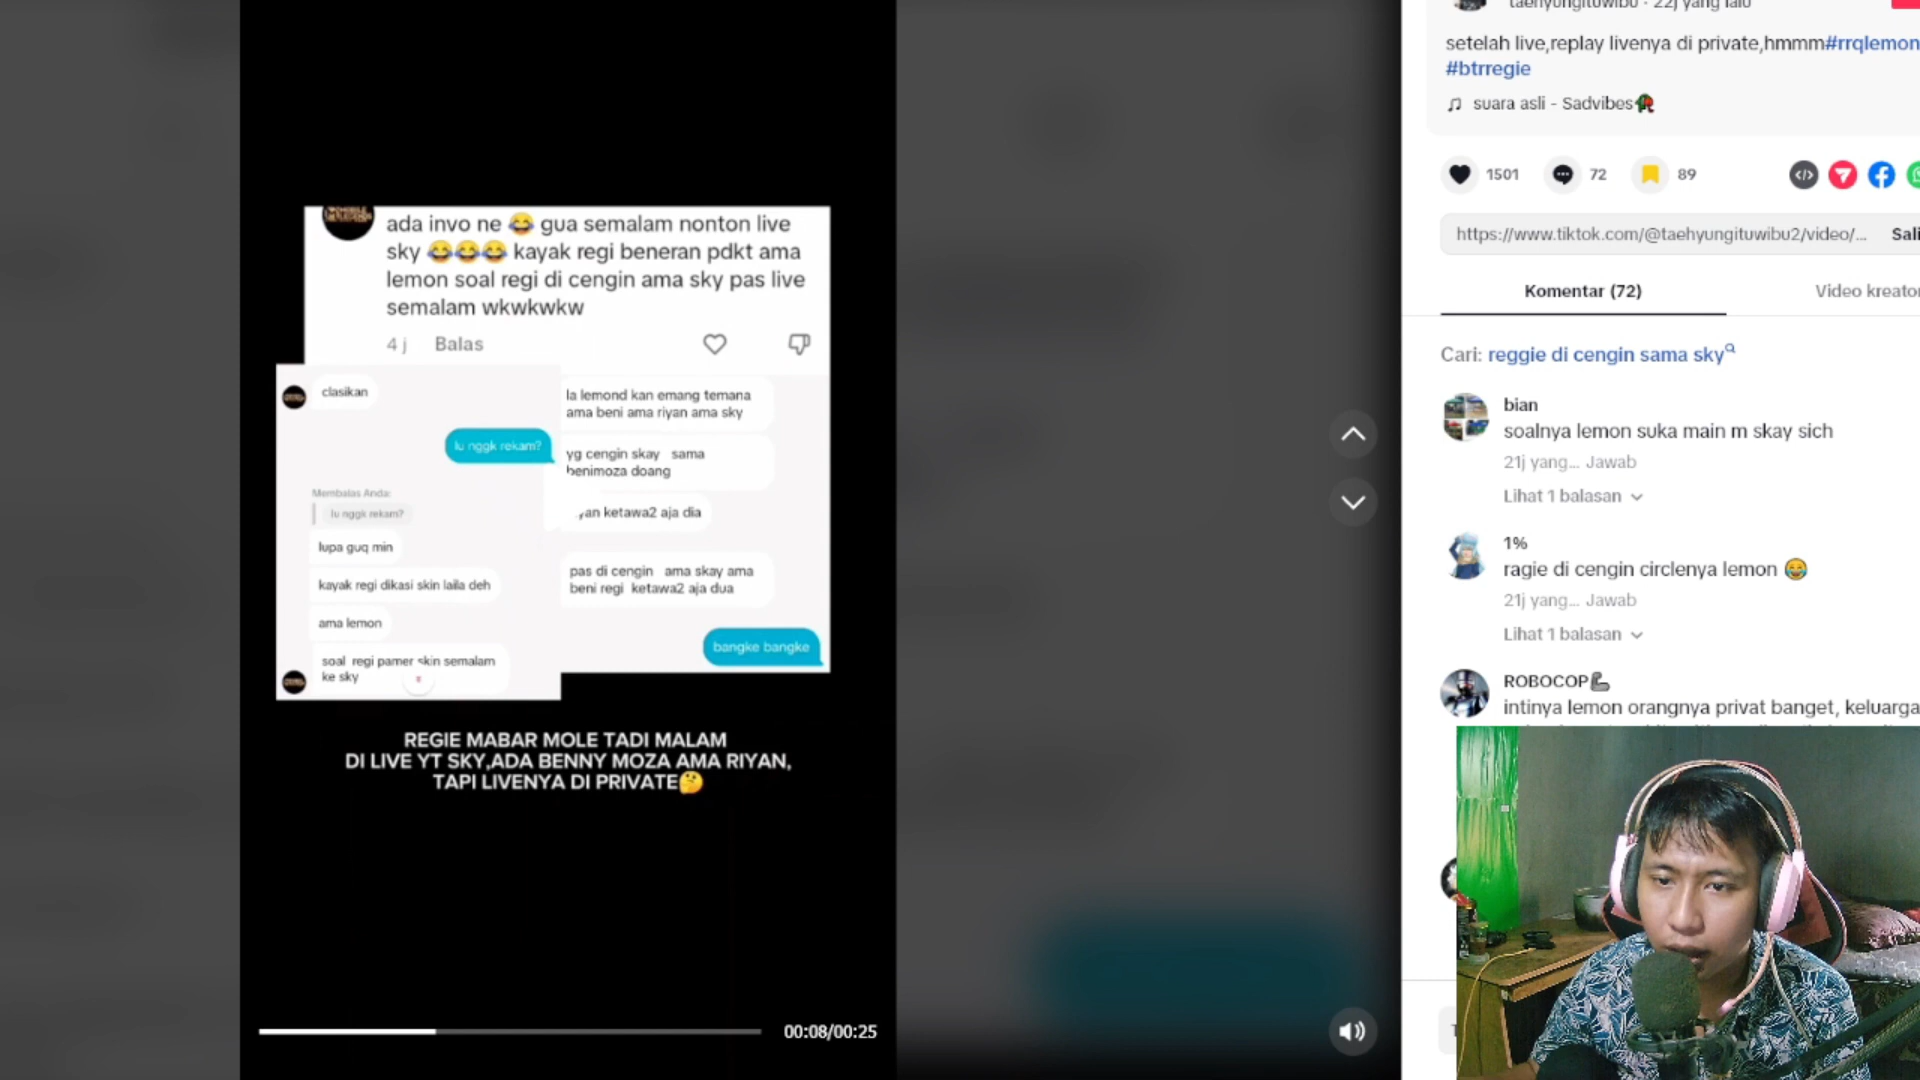 ada invo ne 😂 gua semalam nonton live
sky 😂😂😂 kayak regi beneran pdkt ama
lemon soal regi di cengin ama sky pas live
semalam wkwkwkw
4 j Balas
clasikan
lu nggk rekam?
Membalas Anda:
lu nggk rekam?
lupa guq min
kayak regi dikasi skin laila deh
ama lemon
soal regi pamer skin semalam
ke sky
la lemond kan emang temana
ama beni ama riyan ama sky
yg cengin skay sama
benimoza doang
ketawa2 aja dia
pas di cengin ama skay ama
beni regi ketawa2 aja dua
bangke bangke
REGIE MABAR MOLE TADI MALAM
DI LIVE YT SKY,ADA BENNY MOZA AMA RIYAN,
TAPI LIVENYA DI PRIVATE🤔
00:08/00:25
taehyungituwibu · 22j yang lalu
setelah live,replay livenya di private,hmmm#rrqlemon
#btrregie
suara asli - Sadvibes🥀
1501 72 89
https://www.tiktok.com/@taehyungituwibu2/video/...
Komentar (72) Video kreator
Cari: reggie di cengin sama sky
bian
soalnya lemon suka main m skay sich
21j yang... Jawab
Lihat 1 balasan
1%
ragie di cengin circlenya lemon 😂
21j yang... Jawab
Lihat 1 balasan
ROBOCOP🦾
intinya lemon orangnya privat banget, keluarga